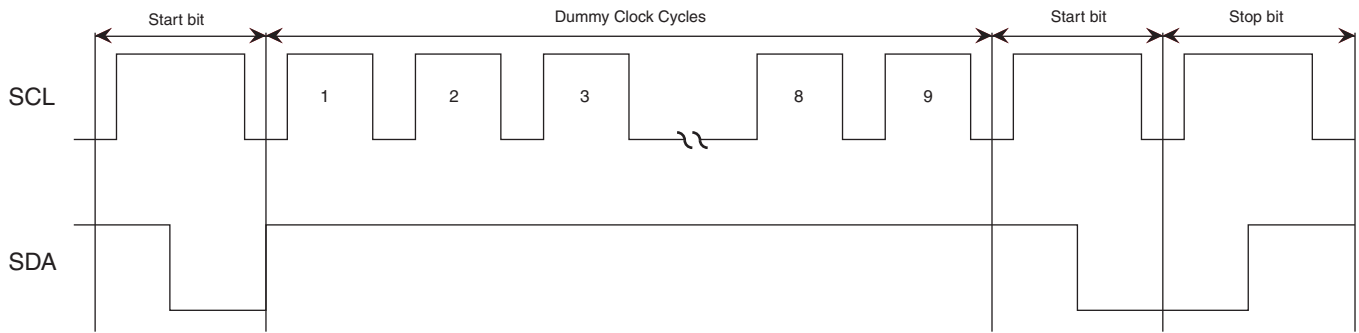 Start bit Dummy Clock Cycles Start bit Stop bit
SCL 1 2 3 8 9
SDA